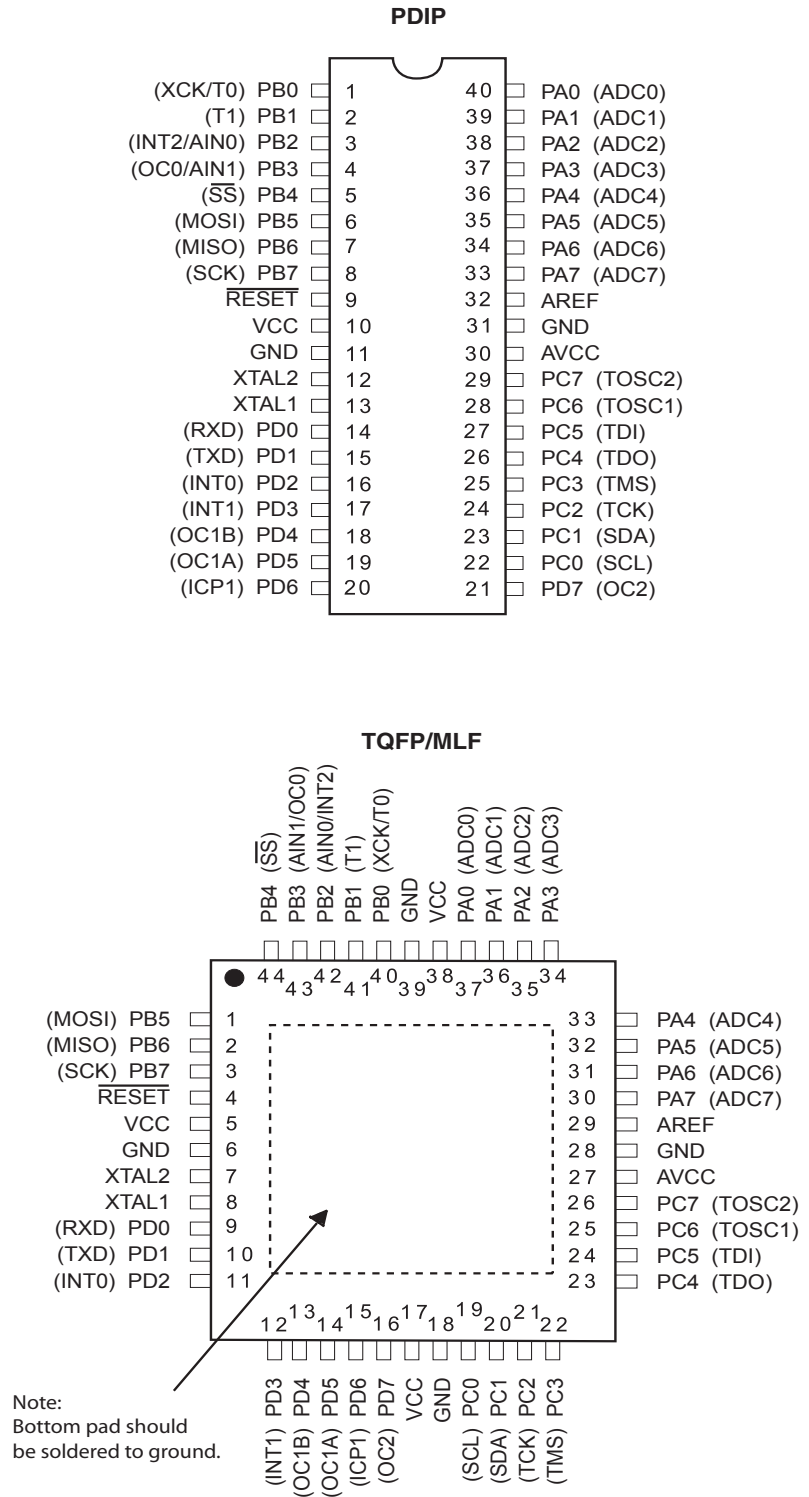 PDIP
(XCK/T0) PB0 1 40 PA0 (ADC0)
(T1) PB1 2 39 PA1 (ADC1)
(INT2/AIN0) PB2 3 38 PA2 (ADC2)
(OC0/AIN1) PB3 4 37 PA3 (ADC3)
(SS) PB4 5 36 PA4 (ADC4)
(MOSI) PB5 6 35 PA5 (ADC5)
(MISO) PB6 7 34 PA6 (ADC6)
(SCK) PB7 8 33 PA7 (ADC7)
RESET 9 32 AREF
VCC 10 31 GND
GND 11 30 AVCC
XTAL2 12 29 PC7 (TOSC2)
XTAL1 13 28 PC6 (TOSC1)
(RXD) PD0 14 27 PC5 (TDI)
(TXD) PD1 15 26 PC4 (TDO)
(INT0) PD2 16 25 PC3 (TMS)
(INT1) PD3 17 24 PC2 (TCK)
(OC1B) PD4 18 23 PC1 (SDA)
(OC1A) PD5 19 22 PC0 (SCL)
(ICP1) PD6 20 21 PD7 (OC2)
TQFP/MLF
PB4 (SS)
PB3 (AIN1/OC0)
PB2 (AIN0/INT2)
PB1 (T1)
PB0 (XCK/T0)
GND
VCC
PA0 (ADC0)
PA1 (ADC1)
PA2 (ADC2)
PA3 (ADC3)
44 43 42 41 40 39 38 37 36 35 34
(MOSI) PB5 1 33 PA4 (ADC4)
(MISO) PB6 2 32 PA5 (ADC5)
(SCK) PB7 3 31 PA6 (ADC6)
RESET 4 30 PA7 (ADC7)
VCC 5 29 AREF
GND 6 28 GND
XTAL2 7 27 AVCC
XTAL1 8 26 PC7 (TOSC2)
(RXD) PD0 9 25 PC6 (TOSC1)
(TXD) PD1 10 24 PC5 (TDI)
(INT0) PD2 11 23 PC4 (TDO)
12 13 14 15 16 17 18 19 20 21 22
(INT1) PD3
(OC1B) PD4
(OC1A) PD5
(ICP1) PD6
(OC2) PD7
VCC
GND
(SCL) PC0
(SDA) PC1
(TCK) PC2
(TMS) PC3
Note:
Bottom pad should
be soldered to ground.